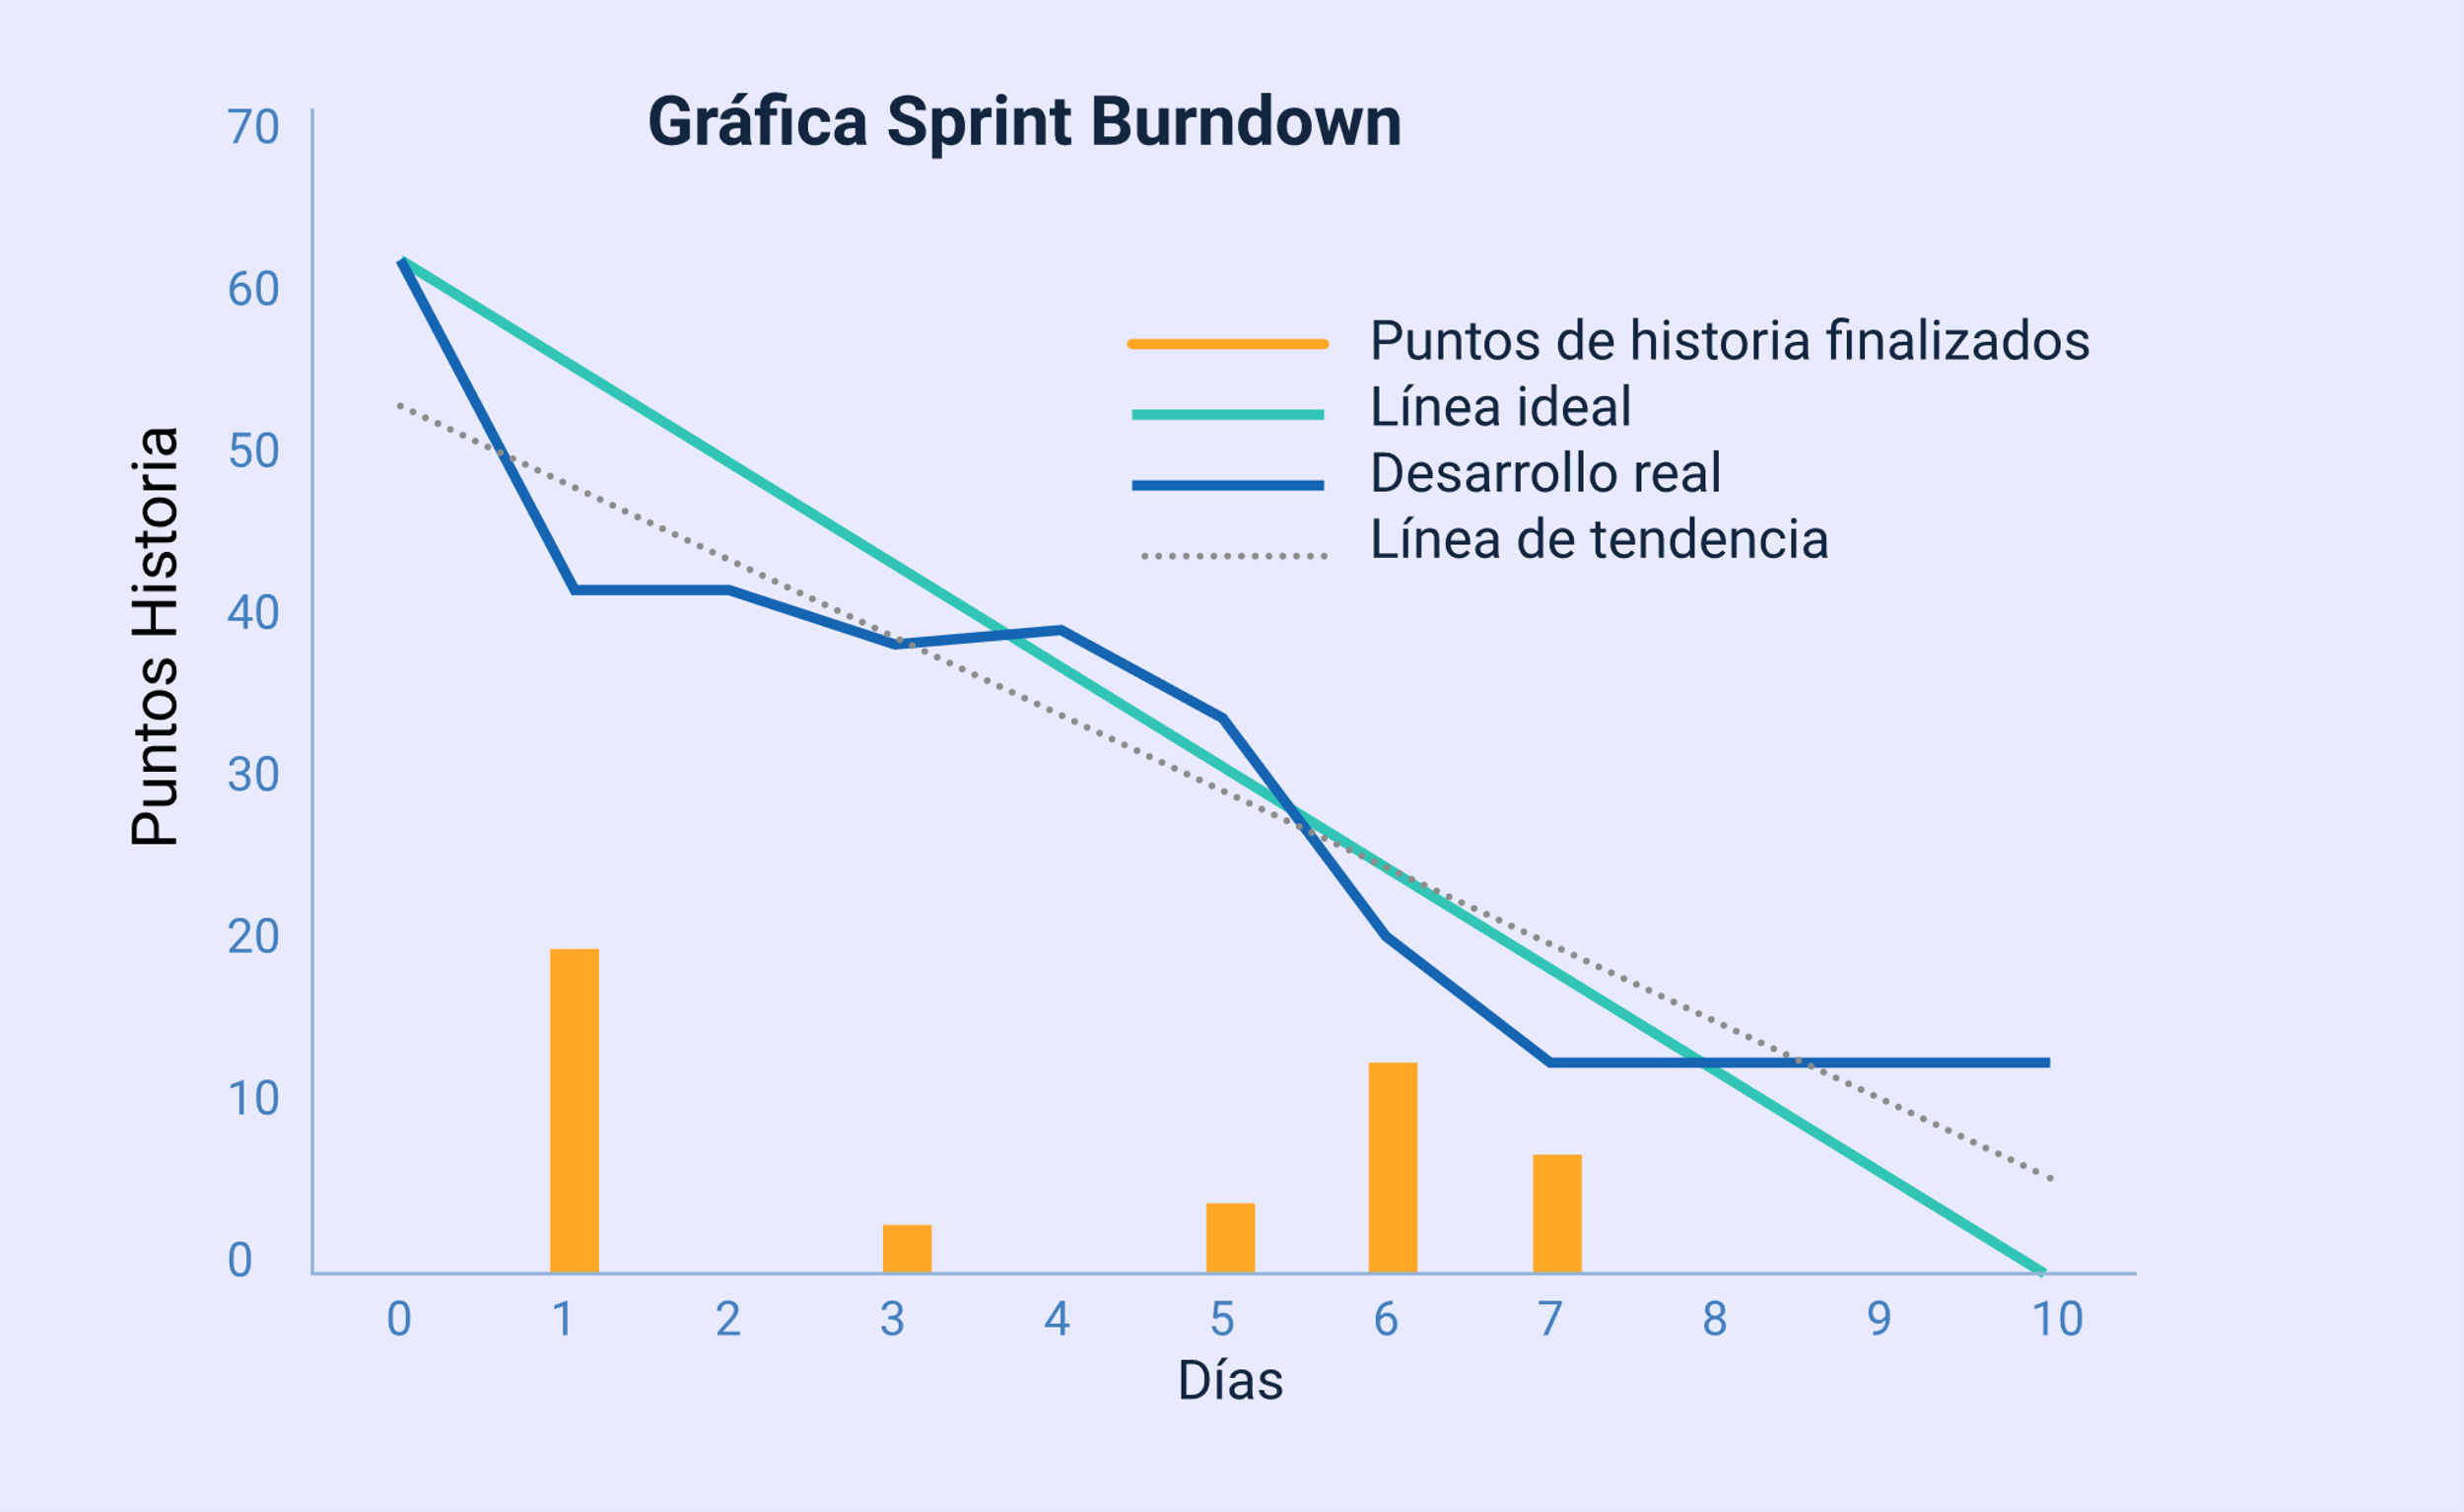 Gráfica Sprint Burndown
70
60
50
40
30
20
10
0
Puntos Historia
Puntos de historia finalizados
Línea ideal
Desarrollo real
Línea de tendencia
0 1 2 3 4 5 6 7 8 9 10
Días